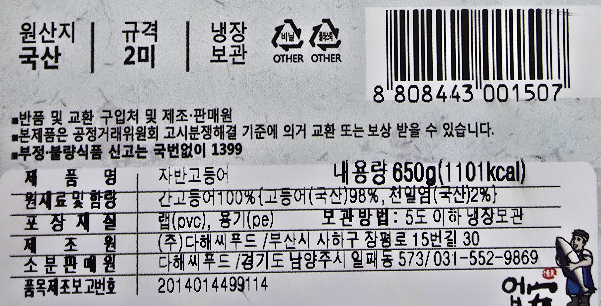 원산지 국산
규격 2미
냉장 보관
비닐 OTHER
플라스틱 OTHER
8 808443 001507
■반품 및 교환 구입처 및 제조·판매원
■본제품은 공정거래위원회 고시분쟁해결 기준에 의거 교환 또는 보상 받을 수 있습니다.
■부정·불량식품 신고는 국번없이 1399
제 품 명 자반고등어 내용량 650g(1101kcal)
원재료및함량 간고등어100%{고등어(국산)98%, 천일염(국산)2%}
포 장 재 질 랩(pvc), 용기(pe) 보관방법: 5도 이하 냉장보관
제 조 원 (주)다해씨푸드 /부산시 사하구 장평로 15번길 30
소 분 판 매 원 다해씨푸드 /경기도 남양주시 일패동 573/ 031-552-9869
품목제조보고번호 2014014499114